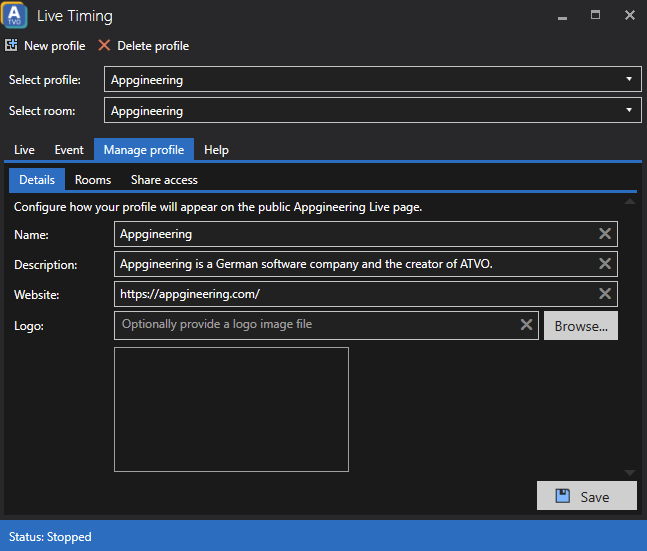 A
TVO
Live Timing
New profile Delete profile
Select profile: Appgineering
Select room: Appgineering
Live Event Manage profile Help
Details Rooms Share access
Configure how your profile will appear on the public Appgineering Live page.
Name: Appgineering
Description: Appgineering is a German software company and the creator of ATVO.
Website: https://appgineering.com/
Logo: Optionally provide a logo image file Browse...
Save
Status: Stopped